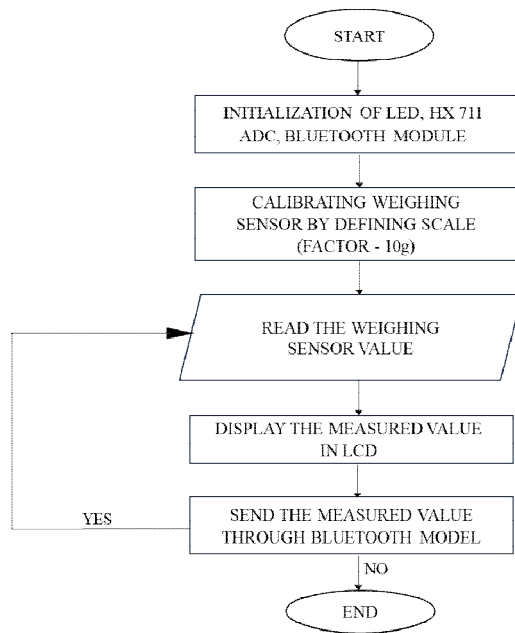 START
INITIALIZATION OF LED, HX 711
ADC, BLUETOOTH MODULE
CALIBRATING WEIGHING
SENSOR BY DEFINING SCALE
(FACTOR - 10g)
READ THE WEIGHING
SENSOR VALUE
DISPLAY THE MEASURED VALUE
IN LCD
YES
SEND THE MEASURED VALUE
THROUGH BLUETOOTH MODEL
NO
END